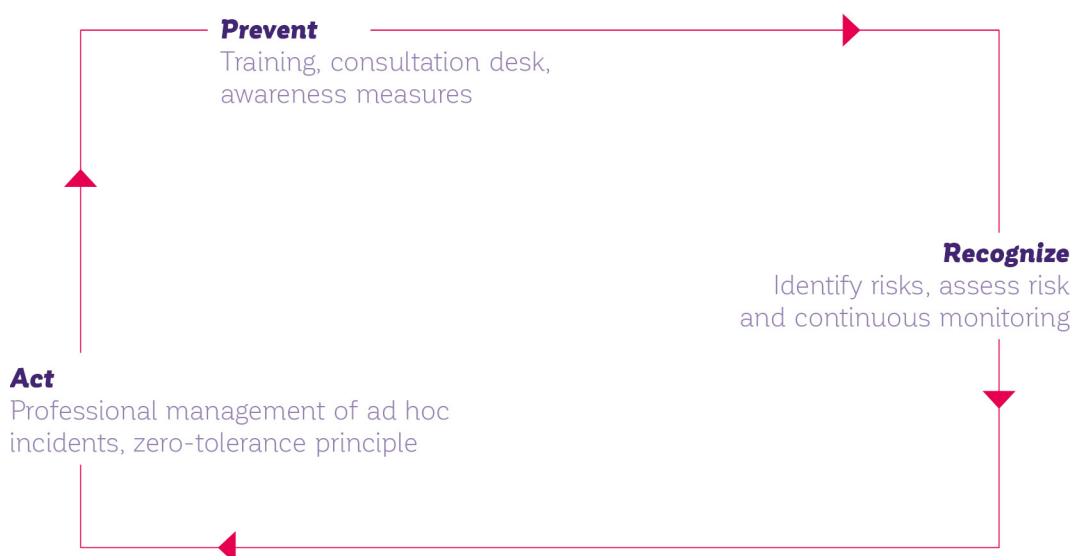 Prevent
Training, consultation desk,
awareness measures
Recognize
Identify risks, assess risk
and continuous monitoring
Act
Professional management of ad hoc
incidents, zero-tolerance principle